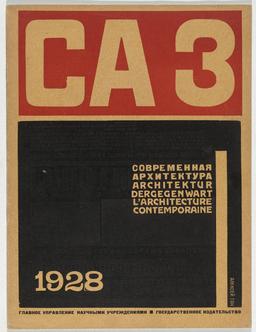 СА 3
СОВРЕМЕННАЯ
АРХИТЕКТУРА
ARCHITEKTUR
DERGEGENWART
L'ARCHITECTURE
CONTEMPORAINE
1928
ГЛАВНОЕ УПРАВЛЕНИЕ НАУЧНЫМИ УЧРЕЖДЕНИЯМИ ГОСУДАРСТВЕННОЕ ИЗДАТЕЛЬСТВО